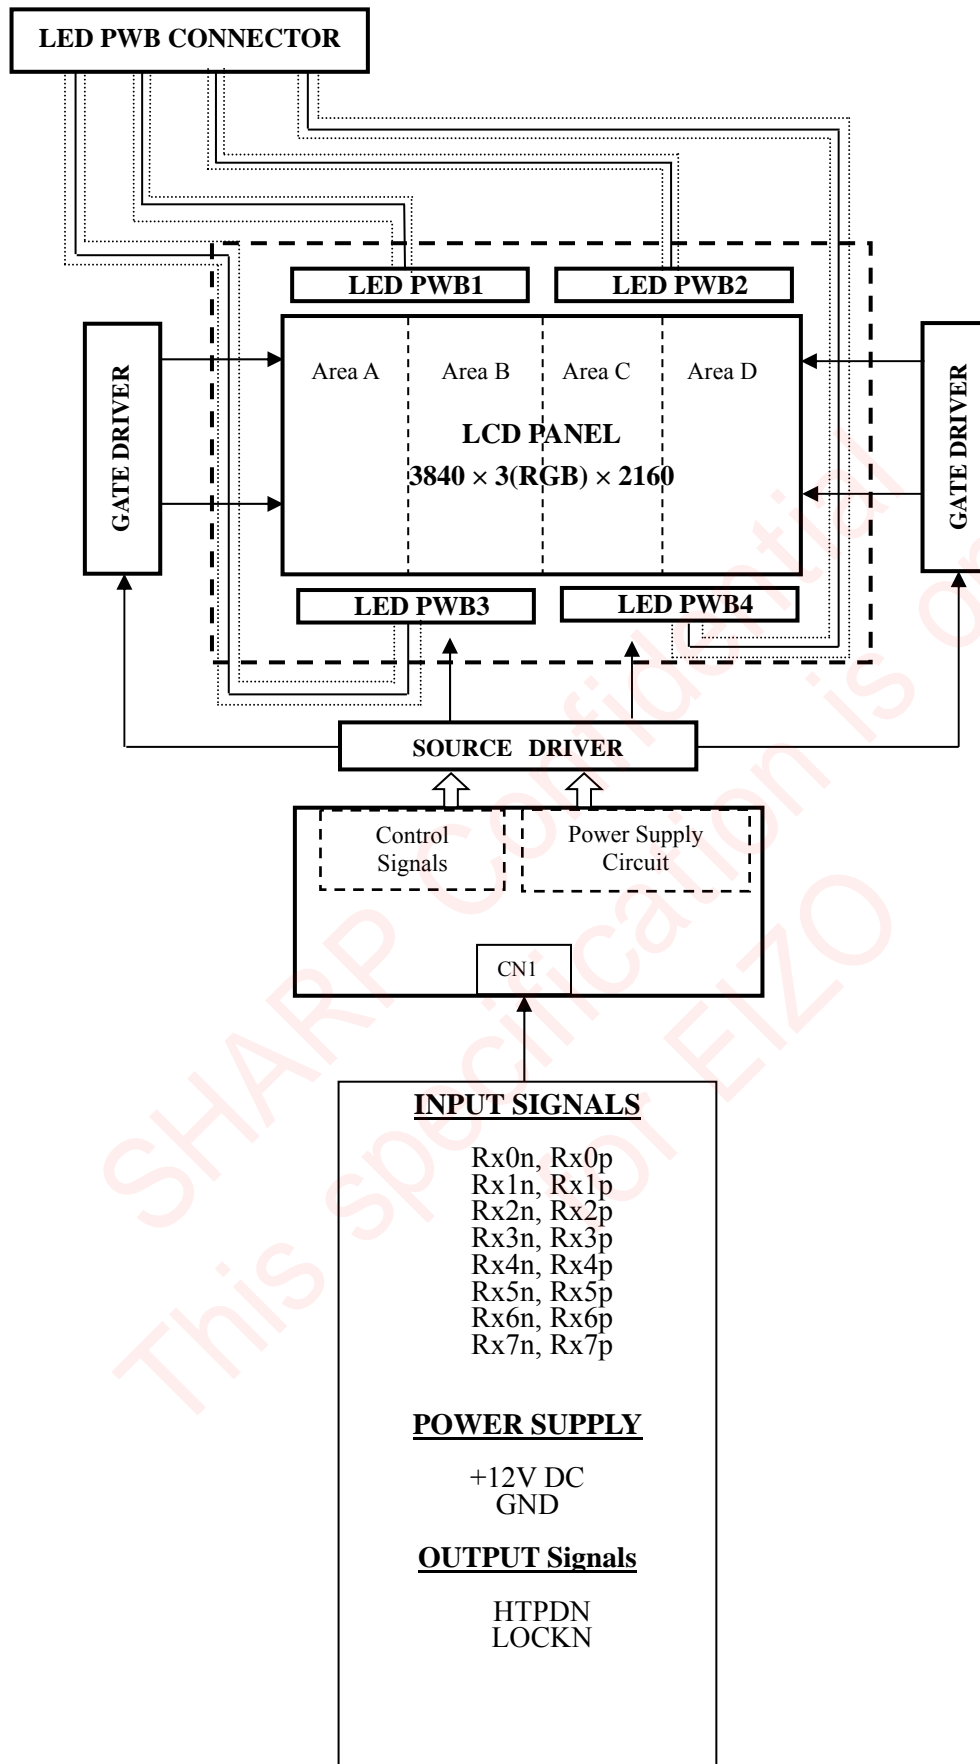 LED PWB CONNECTOR
LED PWB1
LED PWB2
GATE DRIVER
Area A
Area B
Area C
Area D
LCD PANEL
3840 × 3(RGB) × 2160
GATE DRIVER
LED PWB3
LED PWB4
SOURCE DRIVER
Control
Signals
Power Supply
Circuit
CN1
INPUT SIGNALS
Rx0n, Rx0p
Rx1n, Rx1p
Rx2n, Rx2p
Rx3n, Rx3p
Rx4n, Rx4p
Rx5n, Rx5p
Rx6n, Rx6p
Rx7n, Rx7p
POWER SUPPLY
+12V DC
GND
OUTPUT Signals
HTPDN
LOCKN
SHARP Confidential
This specification is
for EIZO